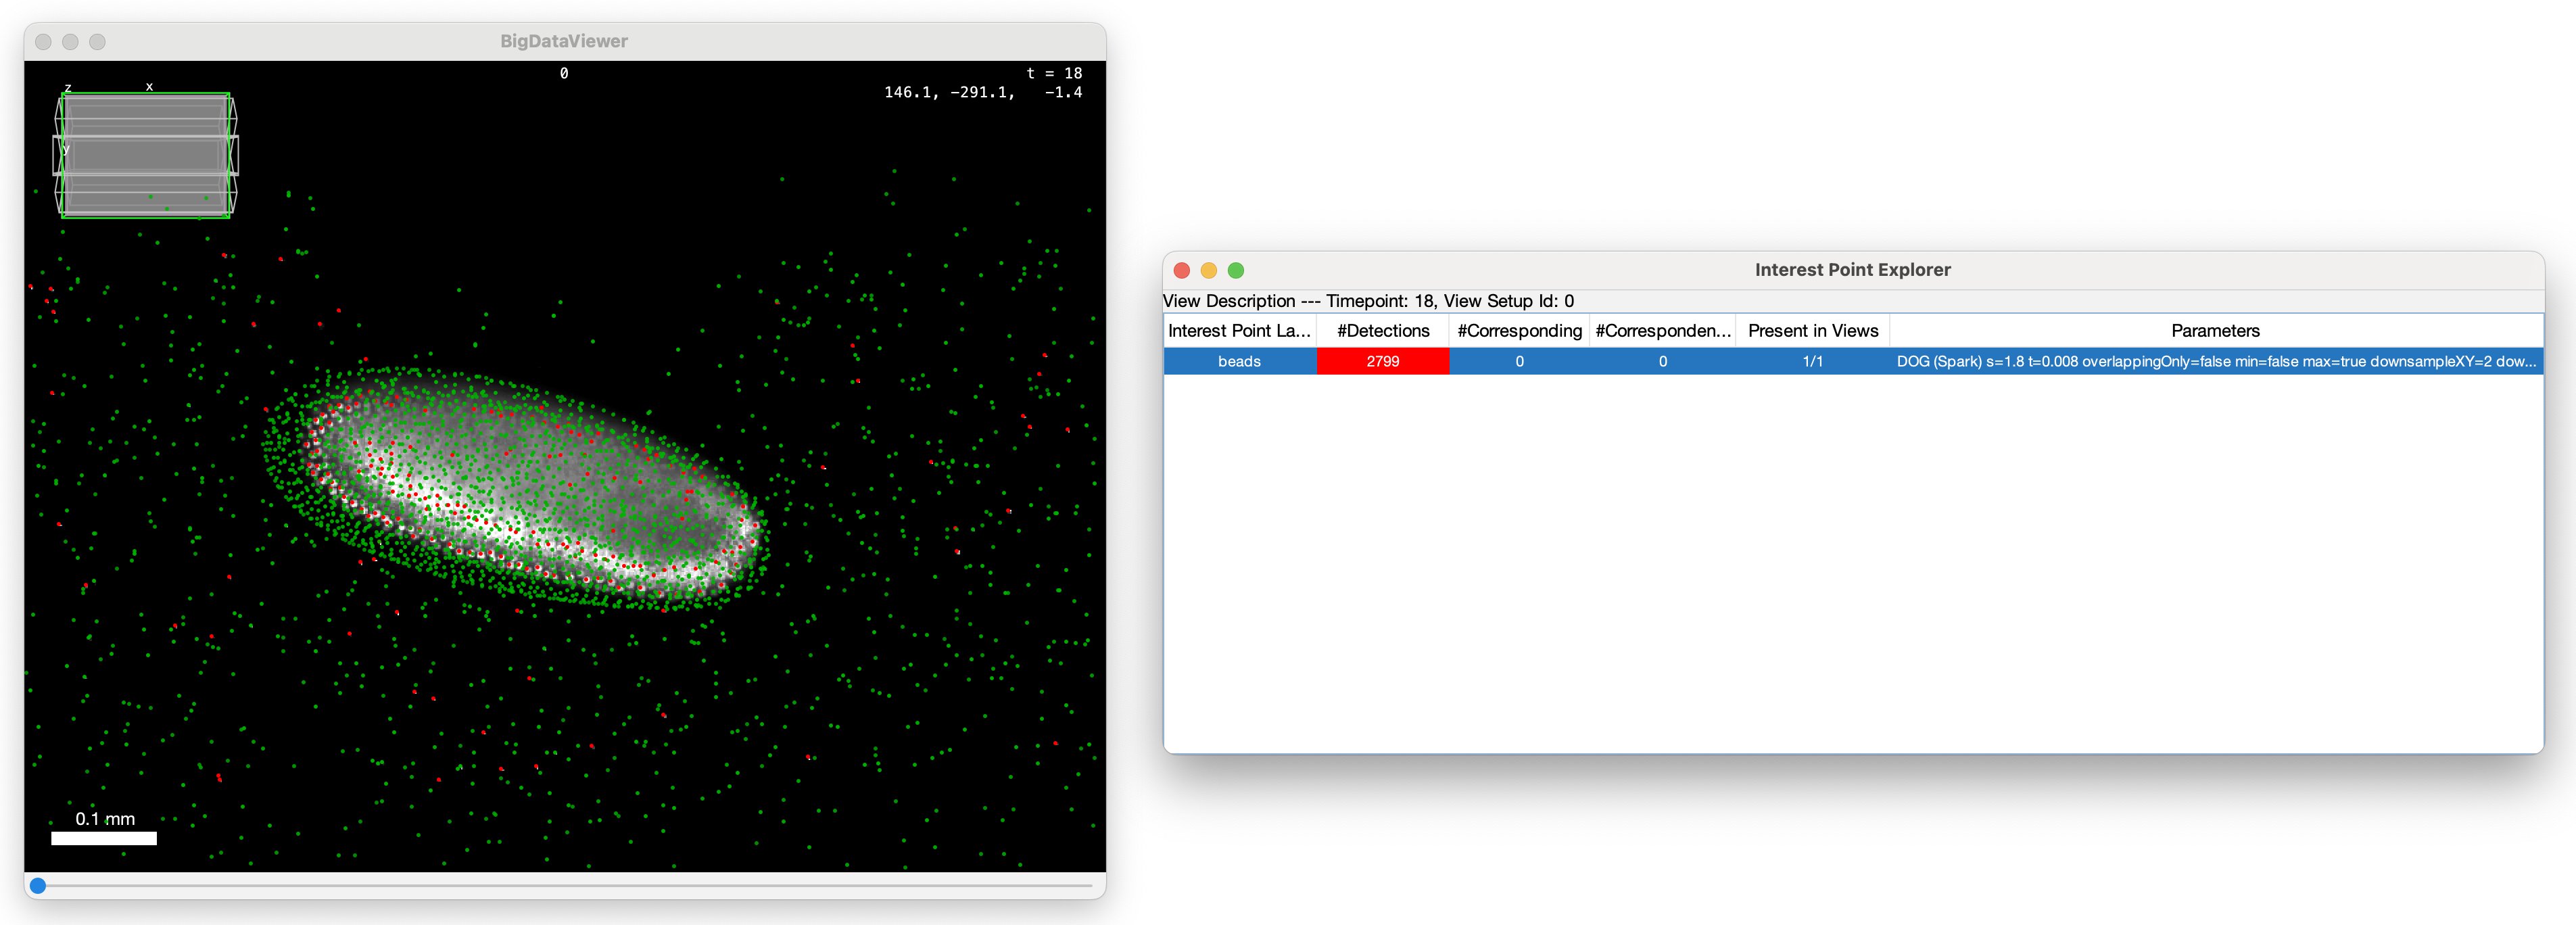 BigDataViewer
0
t = 18
146.1, -291.1, -1.4
z x
y
0.1 mm
Interest Point Explorer
View Description --- Timepoint: 18, View Setup Id: 0
Interest Point La... #Detections #Corresponding #Corresponden... Present in Views Parameters
beads 2799 0 0 1/1 DOG (Spark) s=1.8 t=0.008 overlappingOnly=false min=false max=true downsampleXY=2 dow...